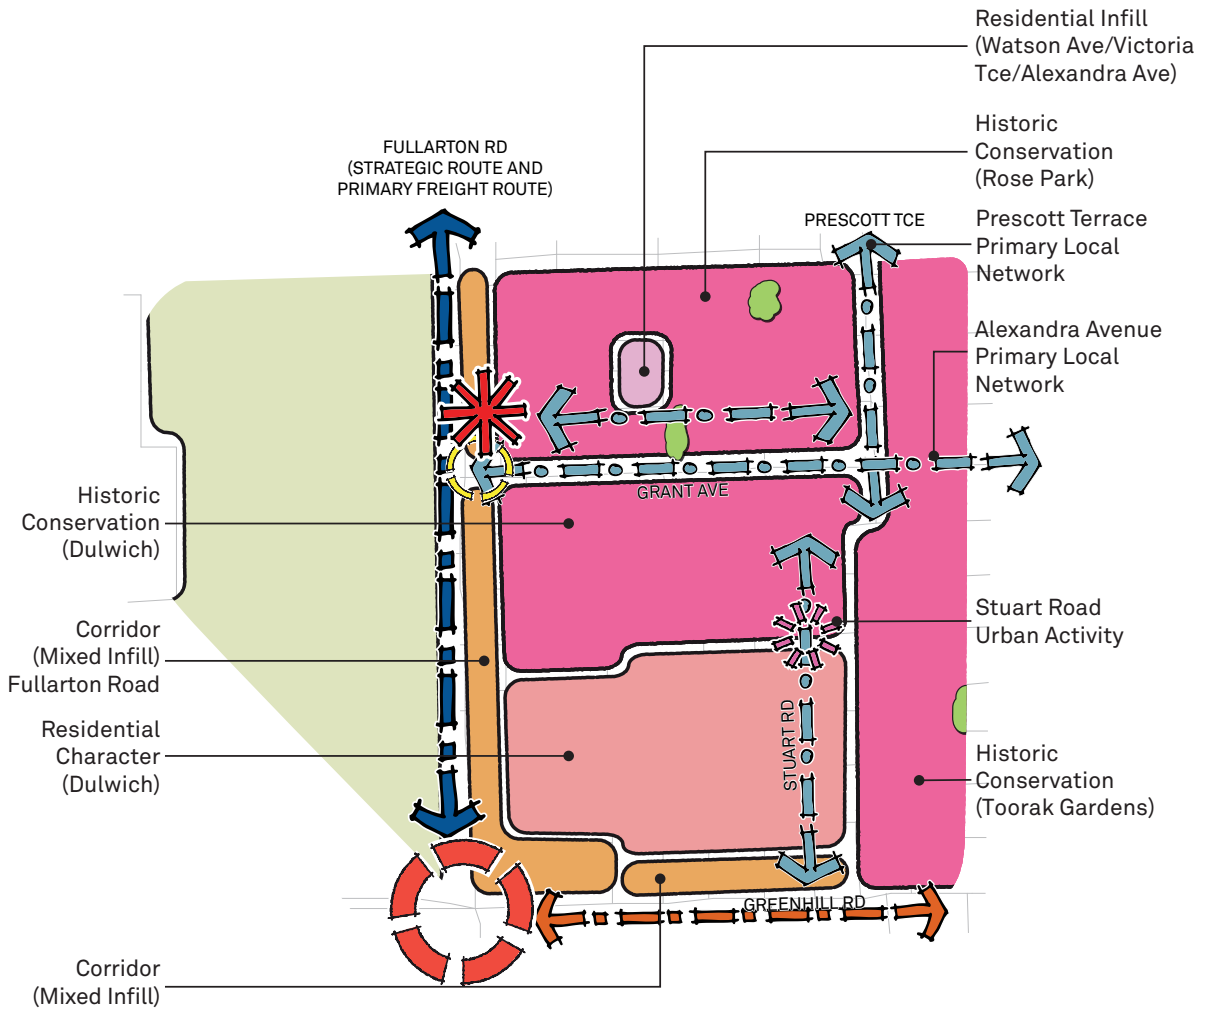 Residential Infill
(Watson Ave/Victoria
Tce/Alexandra Ave)
Historic
Conservation
(Rose Park)
FULLARTON RD
(STRATEGIC ROUTE AND
PRIMARY FREIGHT ROUTE)
PRESCOTT TCE
Prescott Terrace
Primary Local
Network
Alexandra Avenue
Primary Local
Network
GRANT AVE
Historic
Conservation
(Dulwich)
Stuart Road
Urban Activity
Corridor
(Mixed Infill)
Fullarton Road
STUART RD
Residential
Character
(Dulwich)
Historic
Conservation
(Toorak Gardens)
GREENHILL RD
Corridor
(Mixed Infill)